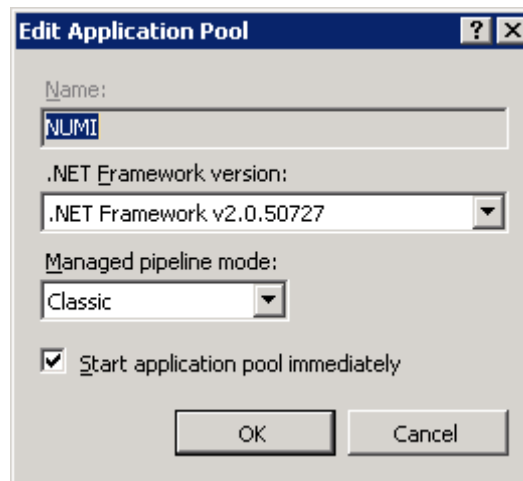 Edit Application Pool
Name:
NUMI
.NET Framework version:
.NET Framework v2.0.50727
Managed pipeline mode:
Classic
Start application pool immediately
OK Cancel